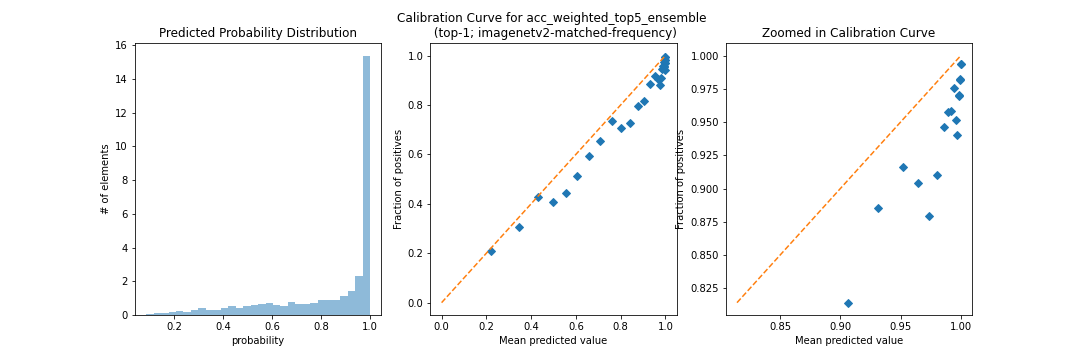 Predicted Probability Distribution
# of elements
16
14
12
10
8
6
4
2
0
0.2 0.4 0.6 0.8 1.0
probability
Calibration Curve for acc_weighted_top5_ensemble
(top-1; imagenetv2-matched-frequency)
Fraction of positives
1.0
0.8
0.6
0.4
0.2
0.0
0.0 0.2 0.4 0.6 0.8 1.0
Mean predicted value
Zoomed in Calibration Curve
Fraction of positives
1.000
0.975
0.950
0.925
0.900
0.875
0.850
0.825
0.85 0.90 0.95 1.00
Mean predicted value